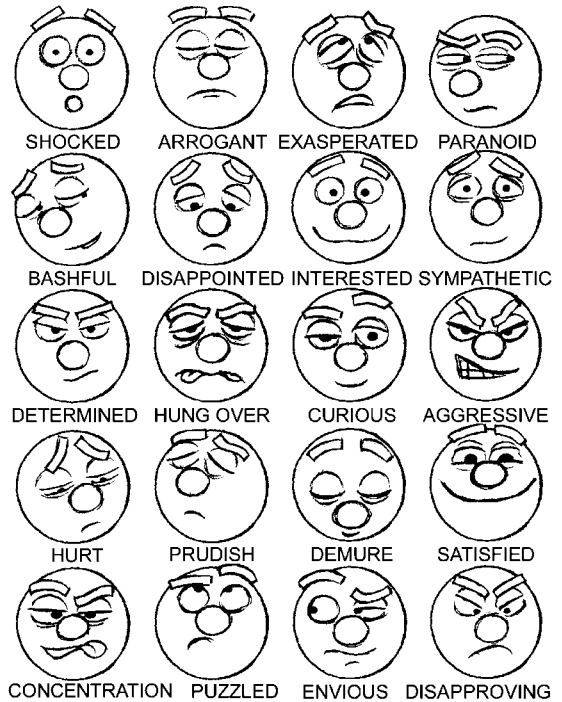 SHOCKED ARROGANT EXASPERATED PARANOID
BASHFUL DISAPPOINTED INTERESTED SYMPATHETIC
DETERMINED HUNG OVER CURIOUS AGGRESSIVE
HURT PRUDISH DEMURE SATISFIED
CONCENTRATION PUZZLED ENVIOUS DISAPPROVING